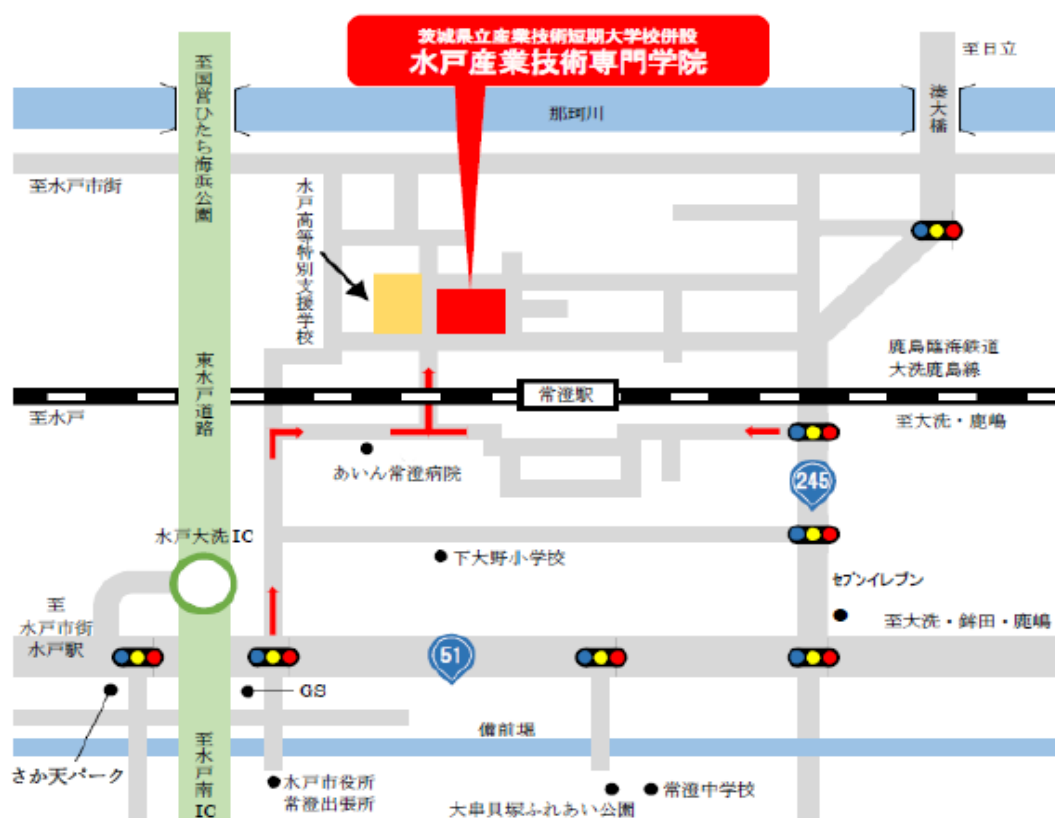 茨城県立産業技術短期大学校併設
水戸産業技術専門学院
至日立
至国営ひたち海浜公園
那珂川
湊大橋
至水戸市街
水戸高等特別支援学校
東水戸道路
鹿島臨海鉄道
大洗鹿島線
常澄駅
至水戸
至大洗・鹿嶋
あいん常澄病院
245
水戸大洗IC
下大野小学校
セブンイレブン
至
水戸市街
水戸駅
至大洗・鉾田・鹿嶋
51
GS
備前堀
さか天パーク
至水戸南IC
水戸市役所
常澄出張所
常澄中学校
大串貝塚ふれあい公園